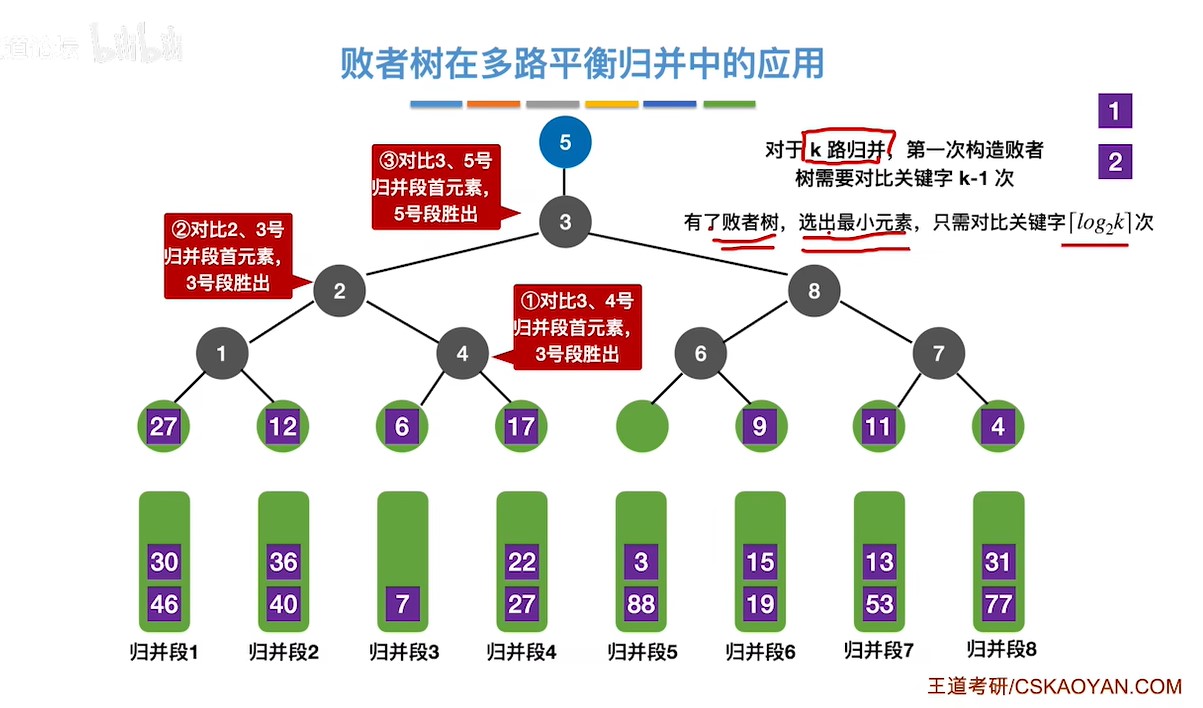 败者树在多路平衡归并中的应用
1
2
对于 k 路归并，第一次构造败者
树需要对比关键字 k-1 次
有了败者树，选出最小元素，只需对比关键字⌈log₂k⌉次
③对比3、5号
归并段首元素，
5号段胜出
②对比2、3号
归并段首元素，
3号段胜出
①对比3、4号
归并段首元素，
3号段胜出
5
3
2 8
1 4 6 7
27 12 6 17 9 11 4
30 36 22 3 15 13 31
46 40 7 27 88 19 53 77
归并段1 归并段2 归并段3 归并段4 归并段5 归并段6 归并段7 归并段8
王道考研/CSKAOYAN.COM